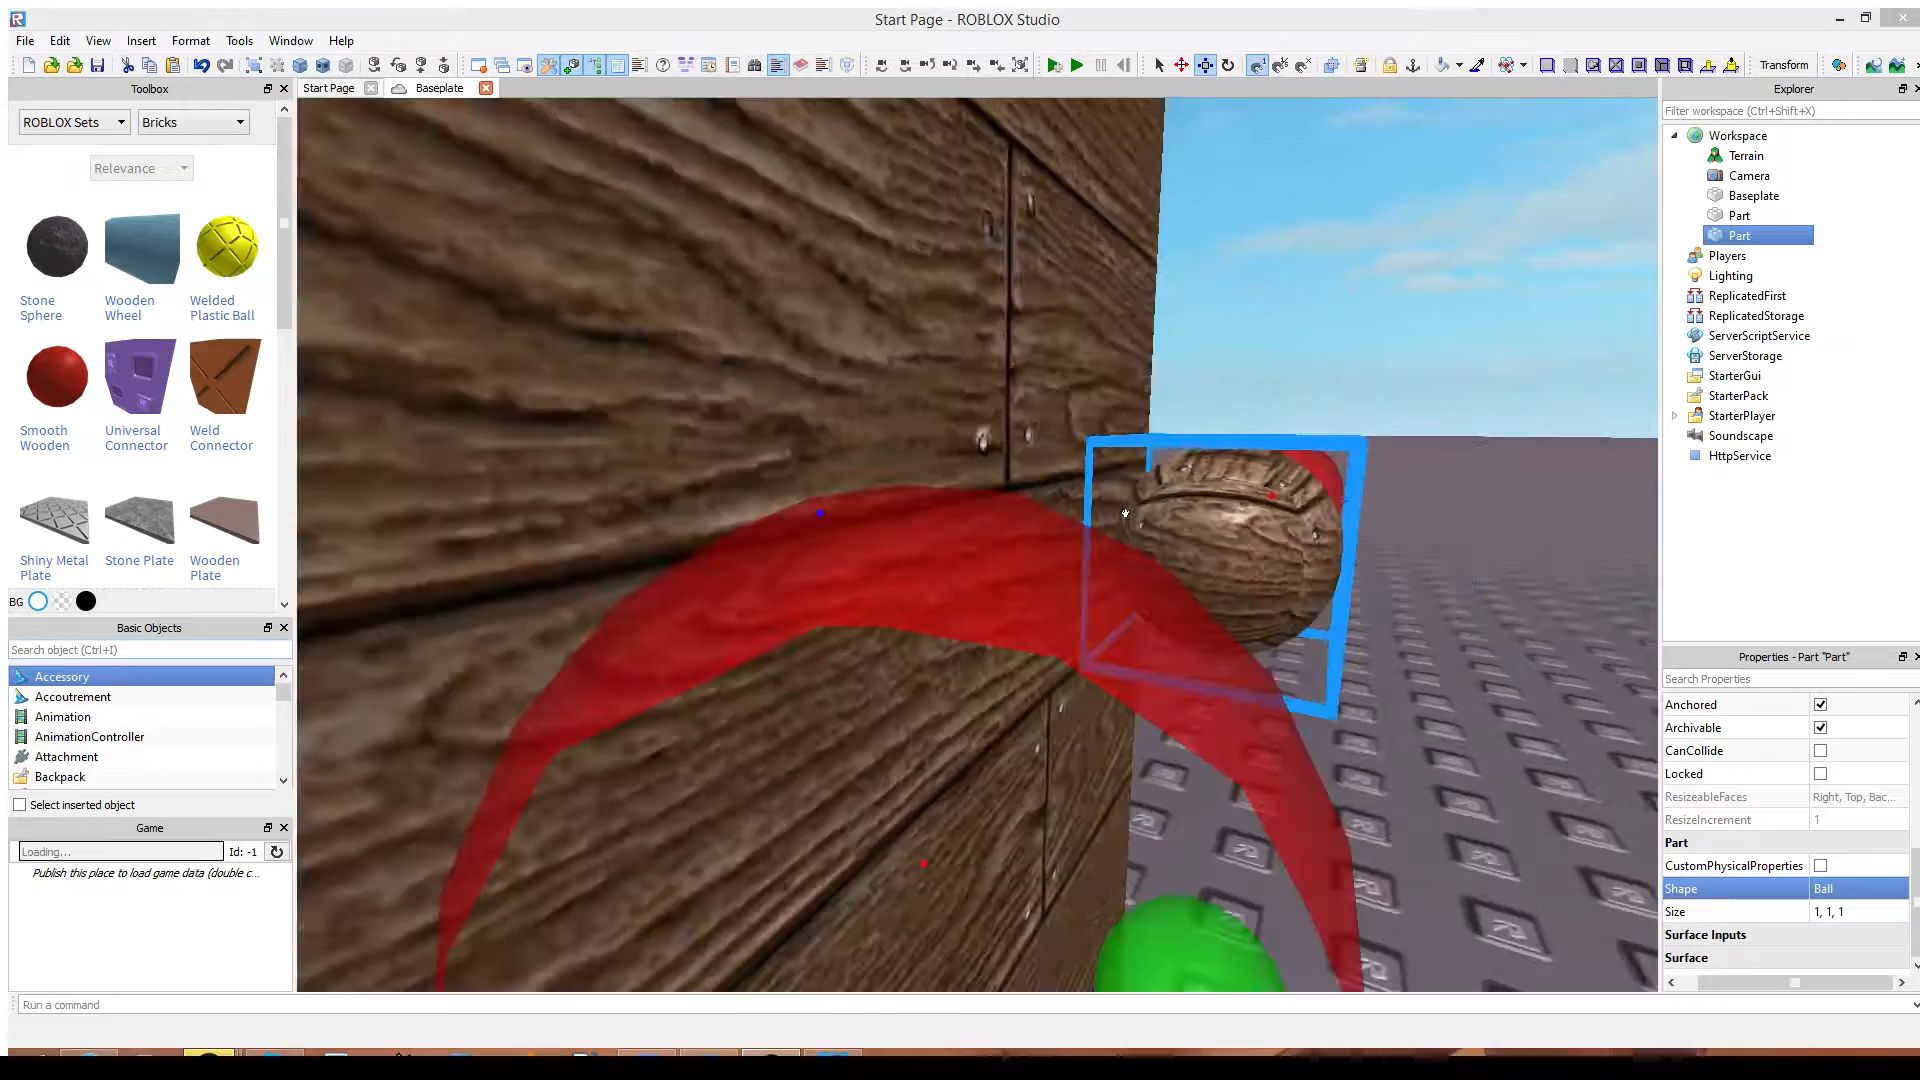 Start Page - ROBLOX Studio
File Edit View Insert Format Tools Window Help
Transform
Toolbox
Start Page
Baseplate
Explorer
ROBLOX Sets
Bricks
Filter workspace (Ctrl+Shift+X)
Relevance
Workspace
Terrain
Camera
Baseplate
Part
Part
Players
Lighting
ReplicatedFirst
ReplicatedStorage
ServerScriptService
ServerStorage
StarterGui
StarterPack
StarterPlayer
Soundscape
HttpService
Stone Sphere
Wooden Wheel
Welded Plastic Ball
Smooth Wooden
Universal Connector
Weld Connector
Shiny Metal Plate
Stone Plate
Wooden Plate
BG
Basic Objects
Search object (Ctrl+I)
Accessory
Accoutrement
Animation
AnimationController
Attachment
Backpack
Select inserted object
Game
Loading...
Id: -1
Publish this place to load game data (double c...
Properties - Part "Part"
Search Properties
Anchored
Archivable
CanCollide
Locked
ResizeableFaces Right, Top, Bac...
ResizeIncrement 1
Part
CustomPhysicalProperties
Shape Ball
Size 1, 1, 1
Surface Inputs
Surface
Run a command